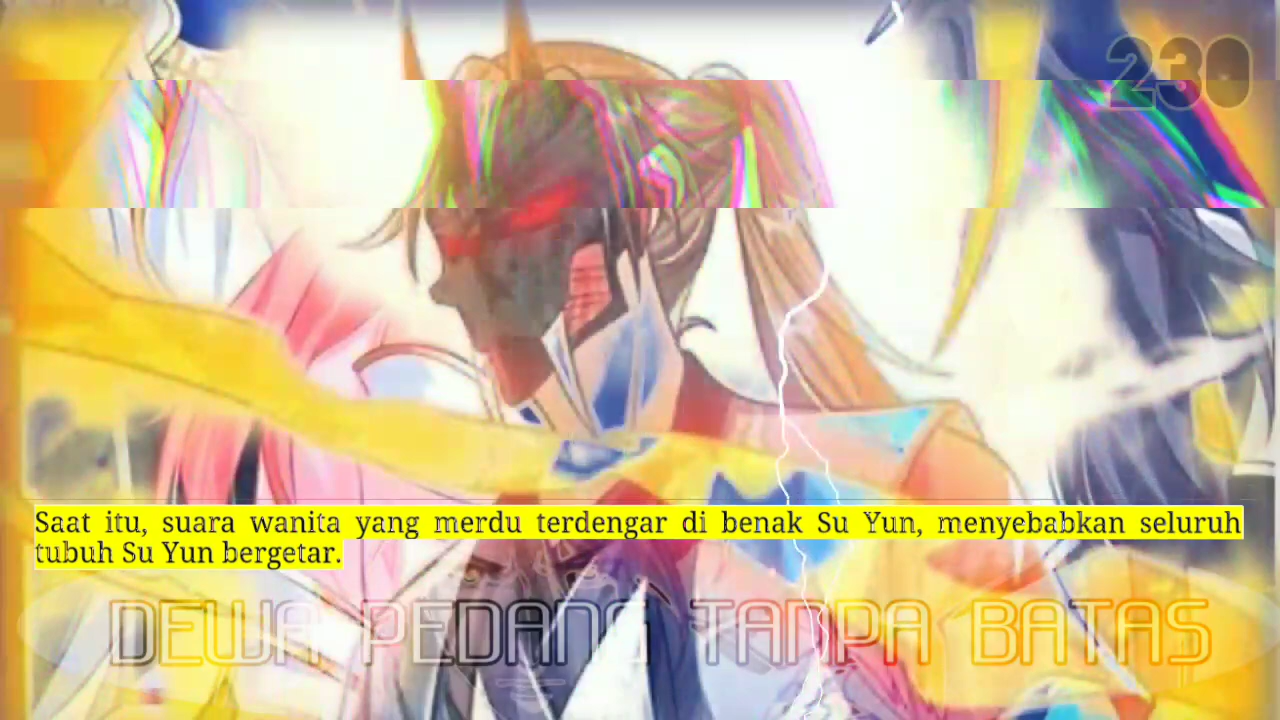 230
Saat itu, suara wanita yang merdu terdengar di benak Su Yun, menyebabkan seluruh
tubuh Su Yun bergetar.
DEWA PEDANG TANPA BATAS